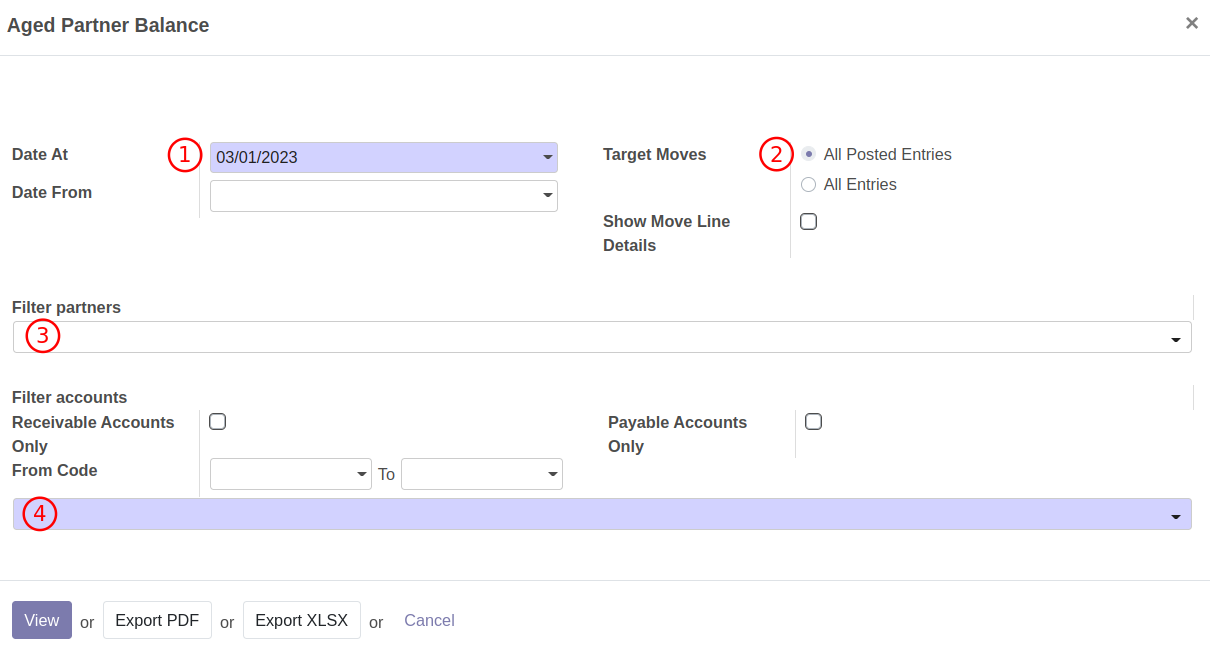 Aged Partner Balance ×
Date At 1 03/01/2023
Date From
Target Moves 2 All Posted Entries
All Entries
Show Move Line
Details
Filter partners
3
Filter accounts
Receivable Accounts
Only
Payable Accounts
Only
From Code To
4
View or Export PDF or Export XLSX or Cancel